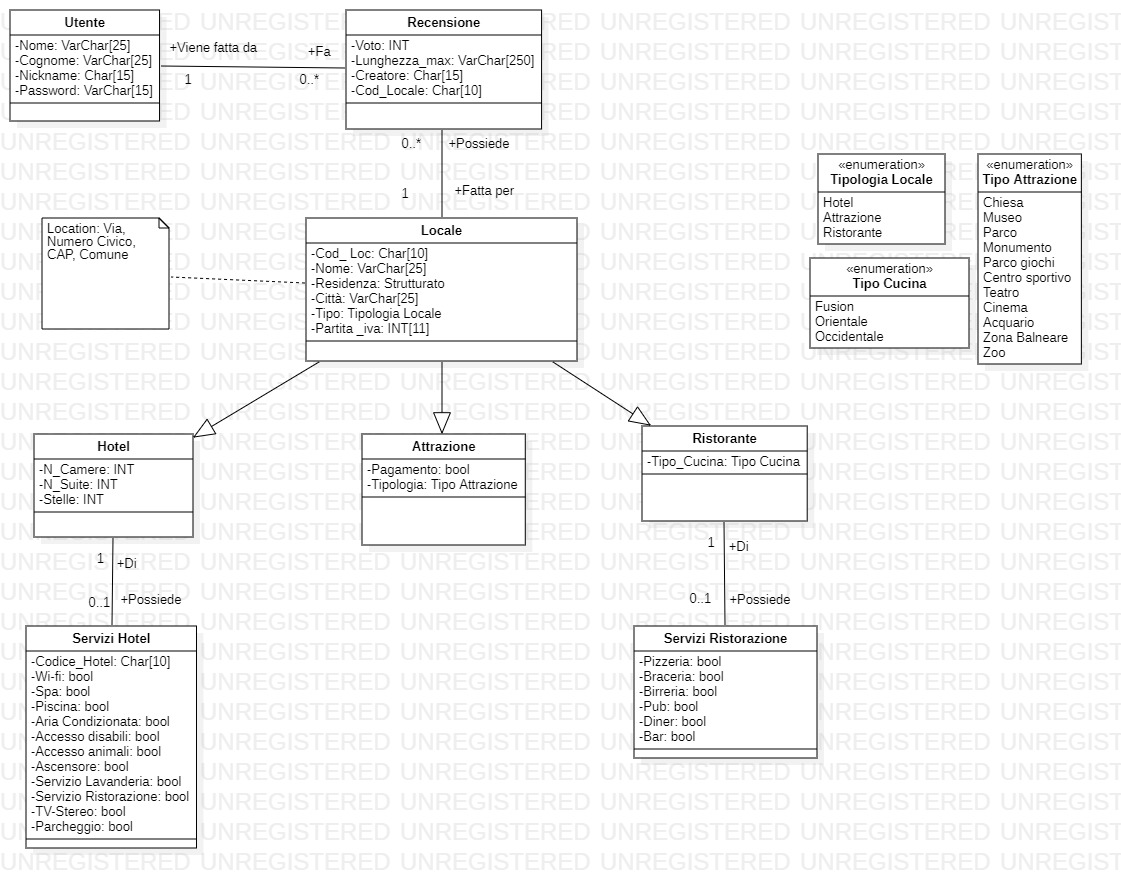 Utente
-Nome: VarChar[25]
-Cognome: VarChar[25]
-Nickname: Char[15]
-Password: VarChar[15]
+Viene fatta da
+Fa
1
0..*
Recensione
-Voto: INT
-Lunghezza_max: VarChar[250]
-Creatore: Char[15]
-Cod_Locale: Char[10]
0..*
+Possiede
1
+Fatta per
Location: Via,
Numero Civico,
CAP, Comune
Locale
-Cod_ Loc: Char[10]
-Nome: VarChar[25]
-Residenza: Strutturato
-Città: VarChar[25]
-Tipo: Tipologia Locale
-Partita _iva: INT[11]
«enumeration»
Tipologia Locale
Hotel
Attrazione
Ristorante
«enumeration»
Tipo Cucina
Fusion
Orientale
Occidentale
«enumeration»
Tipo Attrazione
Chiesa
Museo
Parco
Monumento
Parco giochi
Centro sportivo
Teatro
Cinema
Acquario
Zona Balneare
Zoo
Hotel
-N_Camere: INT
-N_Suite: INT
-Stelle: INT
Attrazione
-Pagamento: bool
-Tipologia: Tipo Attrazione
Ristorante
-Tipo_Cucina: Tipo Cucina
1
+Di
0..1
+Possiede
1
+Di
0..1
+Possiede
Servizi Hotel
-Codice_Hotel: Char[10]
-Wi-fi: bool
-Spa: bool
-Piscina: bool
-Aria Condizionata: bool
-Accesso disabili: bool
-Accesso animali: bool
-Ascensore: bool
-Servizio Lavanderia: bool
-Servizio Ristorazione: bool
-TV-Stereo: bool
-Parcheggio: bool
Servizi Ristorazione
-Pizzeria: bool
-Braceria: bool
-Birreria: bool
-Pub: bool
-Diner: bool
-Bar: bool
UNREGISTERED